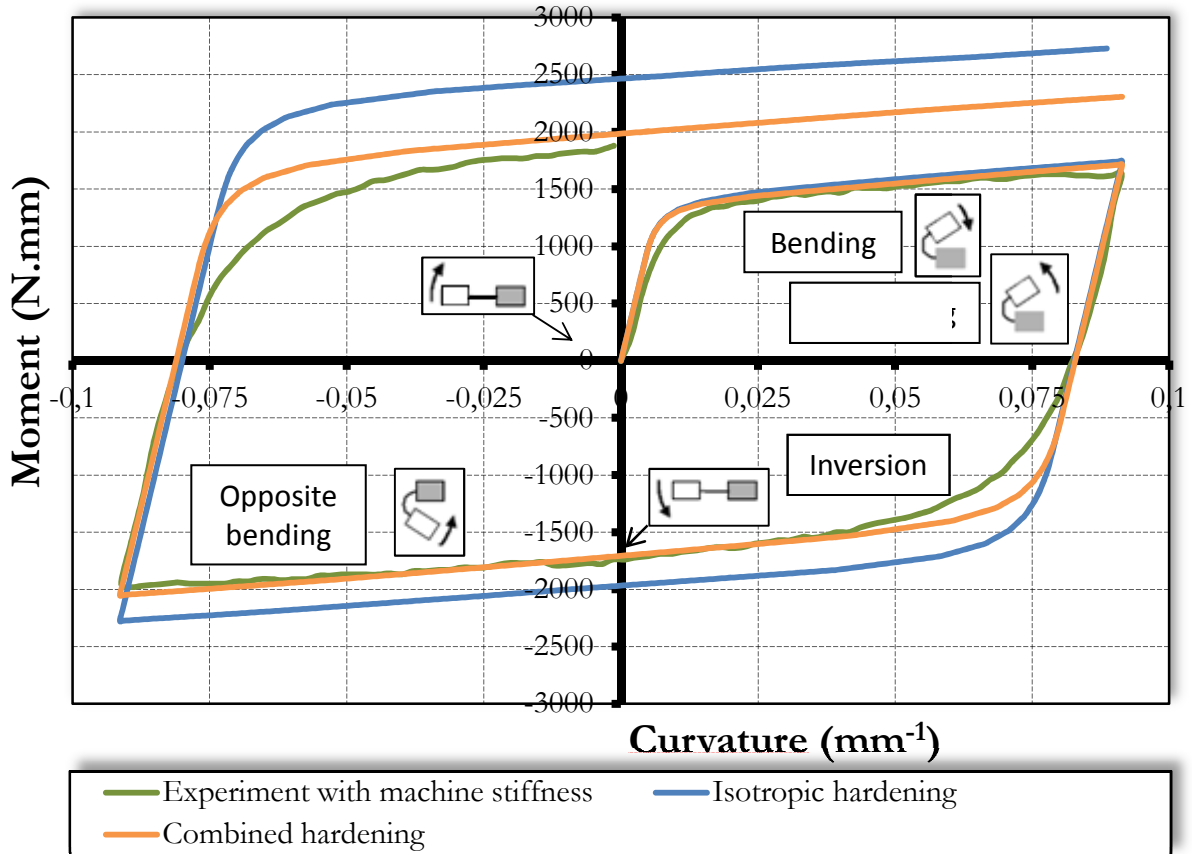 3000
2500
2000
1500
1000
500
0
-500
-1000
-1500
-2000
-2500
-3000
-0,1
-0,075
-0,05
-0,025
0
0,025
0,05
0,075
0,1
Moment (N.mm)
Curvature (mm-1)
Bending
Inversion
Opposite
bending
Experiment with machine stiffness
Isotropic hardening
Combined hardening